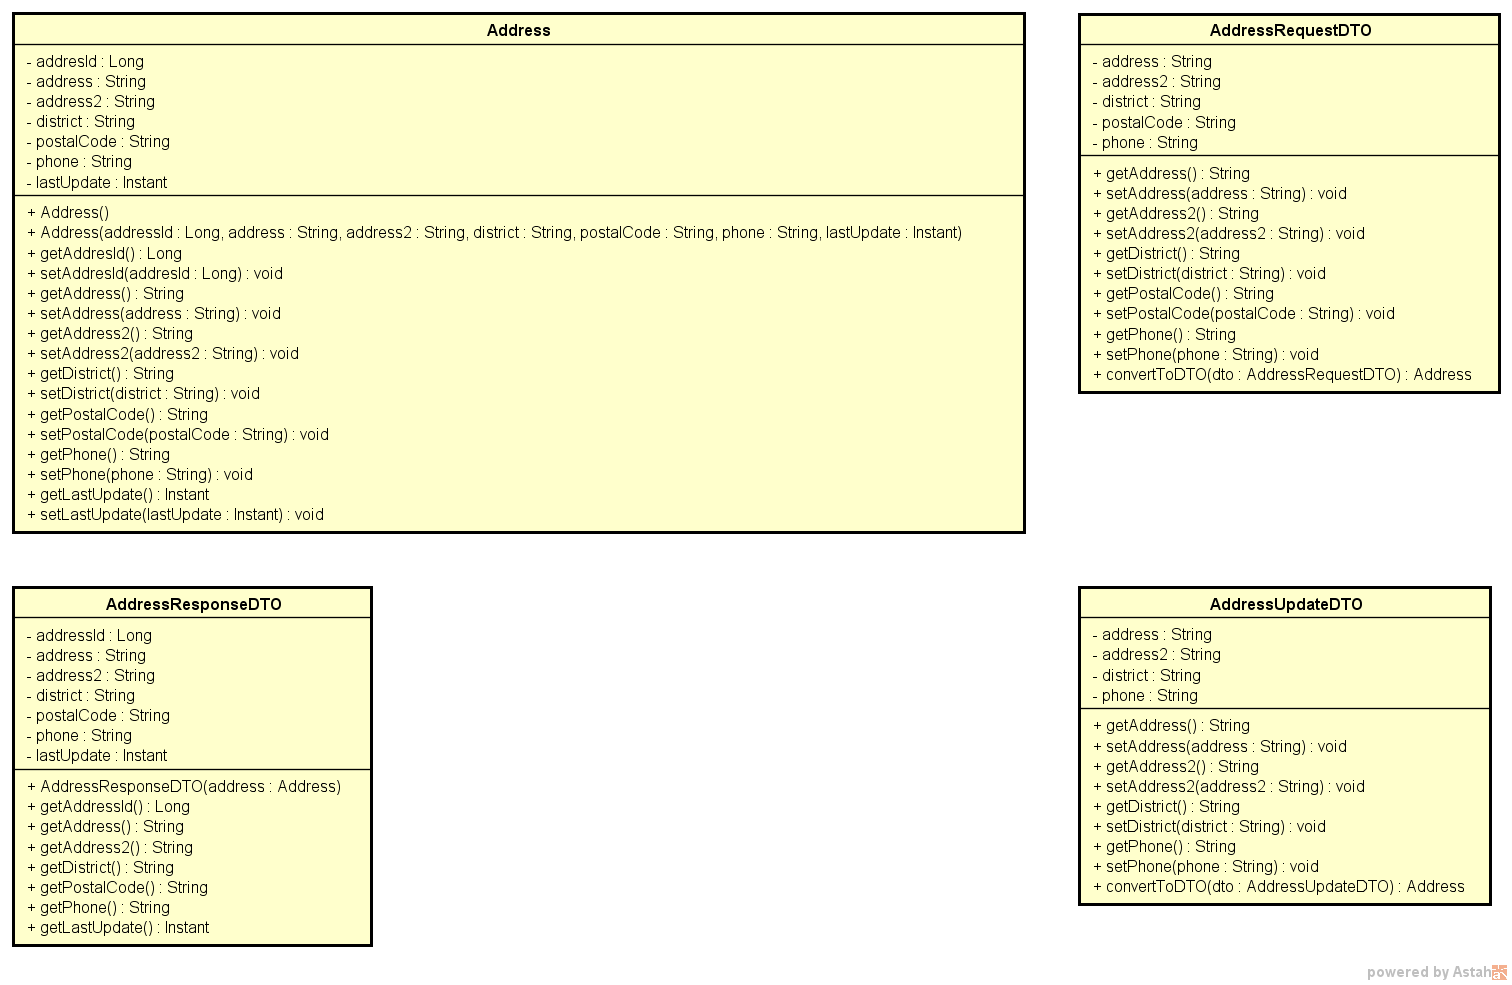 Address
- addresId : Long
- address : String
- address2 : String
- district : String
- postalCode : String
- phone : String
- lastUpdate : Instant
+ Address()
+ Address(addressId : Long, address : String, address2 : String, district : String, postalCode : String, phone : String, lastUpdate : Instant)
+ getAddresId() : Long
+ setAddresId(addresId : Long) : void
+ getAddress() : String
+ setAddress(address : String) : void
+ getAddress2() : String
+ setAddress2(address2 : String) : void
+ getDistrict() : String
+ setDistrict(district : String) : void
+ getPostalCode() : String
+ setPostalCode(postalCode : String) : void
+ getPhone() : String
+ setPhone(phone : String) : void
+ getLastUpdate() : Instant
+ setLastUpdate(lastUpdate : Instant) : void
AddressRequestDTO
- address : String
- address2 : String
- district : String
- postalCode : String
- phone : String
+ getAddress() : String
+ setAddress(address : String) : void
+ getAddress2() : String
+ setAddress2(address2 : String) : void
+ getDistrict() : String
+ setDistrict(district : String) : void
+ getPostalCode() : String
+ setPostalCode(postalCode : String) : void
+ getPhone() : String
+ setPhone(phone : String) : void
+ convertToDTO(dto : AddressRequestDTO) : Address
AddressResponseDTO
- addressId : Long
- address : String
- address2 : String
- district : String
- postalCode : String
- phone : String
- lastUpdate : Instant
+ AddressResponseDTO(address : Address)
+ getAddressId() : Long
+ getAddress() : String
+ getAddress2() : String
+ getDistrict() : String
+ getPostalCode() : String
+ getPhone() : String
+ getLastUpdate() : Instant
AddressUpdateDTO
- address : String
- address2 : String
- district : String
- phone : String
+ getAddress() : String
+ setAddress(address : String) : void
+ getAddress2() : String
+ setAddress2(address2 : String) : void
+ getDistrict() : String
+ setDistrict(district : String) : void
+ getPhone() : String
+ setPhone(phone : String) : void
+ convertToDTO(dto : AddressUpdateDTO) : Address
powered by Astah